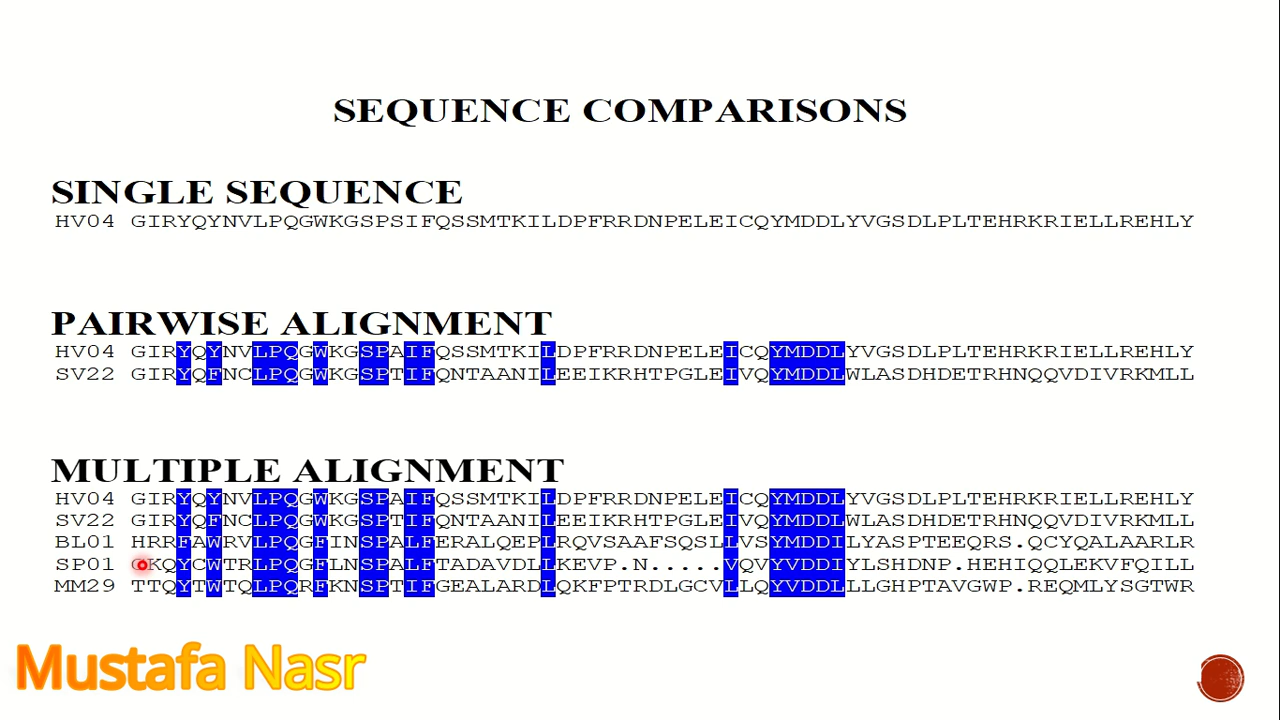 SEQUENCE COMPARISONS
SINGLE SEQUENCE
HV04 GIRYQYNVLPQGWKGSPSIFQSSMTKILDPFRRDNPELEICQYMDDLYVGSDLPLTEHRKRIELLREHLY
PAIRWISE ALIGNMENT
HV04 GIRYQYNVLPQGWKGSPAIFQSSMTKILDPFRRDNPELEICQYMDDLYVGSDLPLTEHRKRIELLREHLY
SV22 GIRYQFNCLPQGWKGSPTIFQNTAANILEEIKRHTPGLEIVQYMDDLWLASDHDETRHNQQVDIVRKMLL
MULTIPLE ALIGNMENT
HV04 GIRYQYNVLPQGWKGSPAIFQSSMTKILDPFRRDNPELEICQYMDDLYVGSDLPLTEHRKRIELLREHLY
SV22 GIRYQFNCLPQGWKGSPTIFQNTAANILEEIKRHTPGLEIVQYMDDLWLASDHDETRHNQQVDIVRKMLL
BL01 HRRFAWRVLPQGFINSPALFERALQEPLRQVSAAFSQSLLVSYMDDILYASPTEEQRS.QCYQALAARLR
SP01 GKQYCWTRLPQGFLNSPALFTADAVDLLKEVP.N.....VQVYVDDIYLSHDNP.HEHIQQLEKVFQILL
MM29 TTQYTWTQLPQRFKNSPTIFGEALARDLQKFPTRDLGCVLLQYVDDLLLGHPTAVGWP.REQMLYSGTWR
Mustafa Nasr